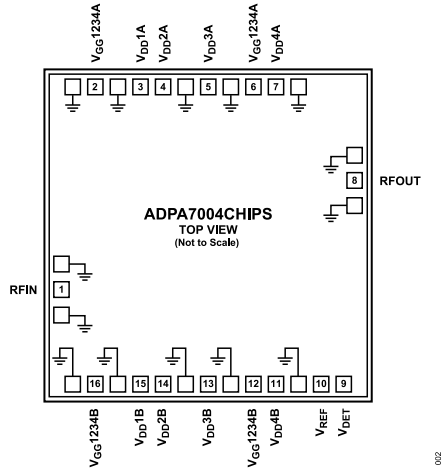 VGG1234A
VDD1A
VDD2A
VDD3A
VGG1234A
VDD4A
2
3
4
5
6
7
8
RFOUT
ADPA7004CHIPS
TOP VIEW
(Not to Scale)
RFIN
1
16
15
14
13
12
11
10
9
VGG1234B
VDD1B
VDD2B
VDD3B
VGG1234B
VDD4B
VREF
VDET
002